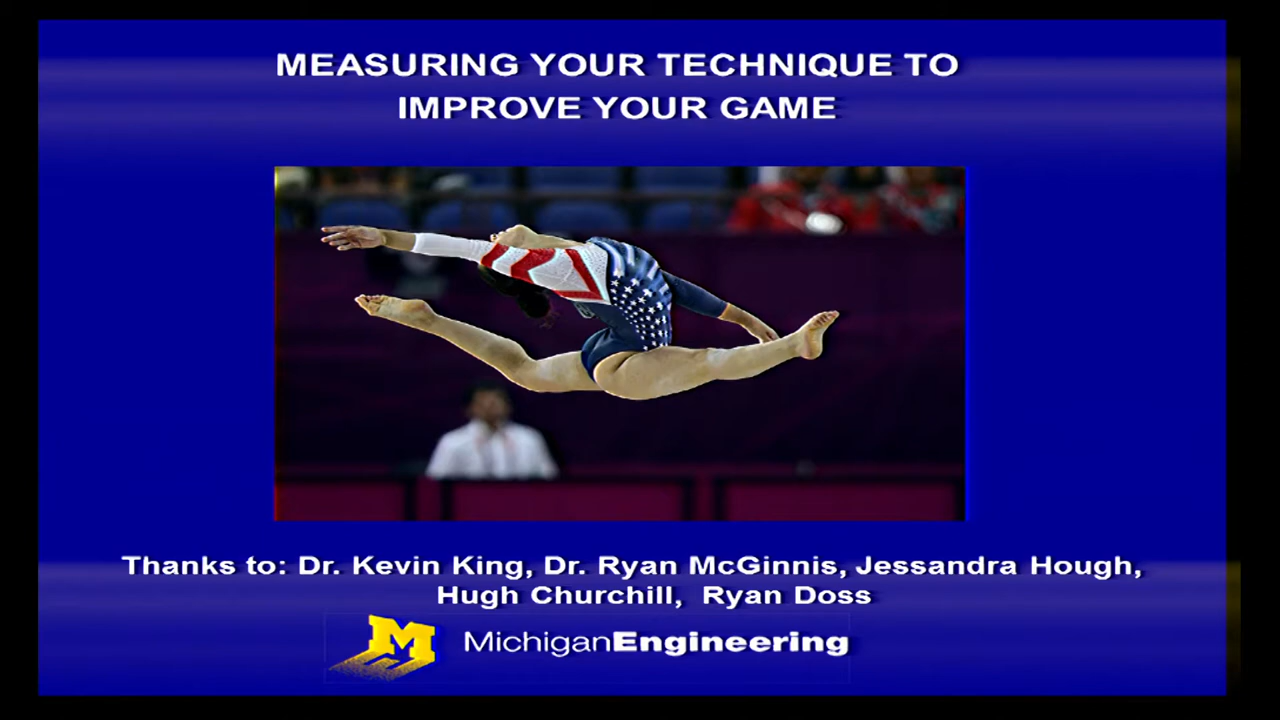 MEASURING YOUR TECHNIQUE TO
IMPROVE YOUR GAME
Thanks to: Dr. Kevin King, Dr. Ryan McGinnis, Jessandra Hough,
Hugh Churchill, Ryan Doss
M MichiganEngineering